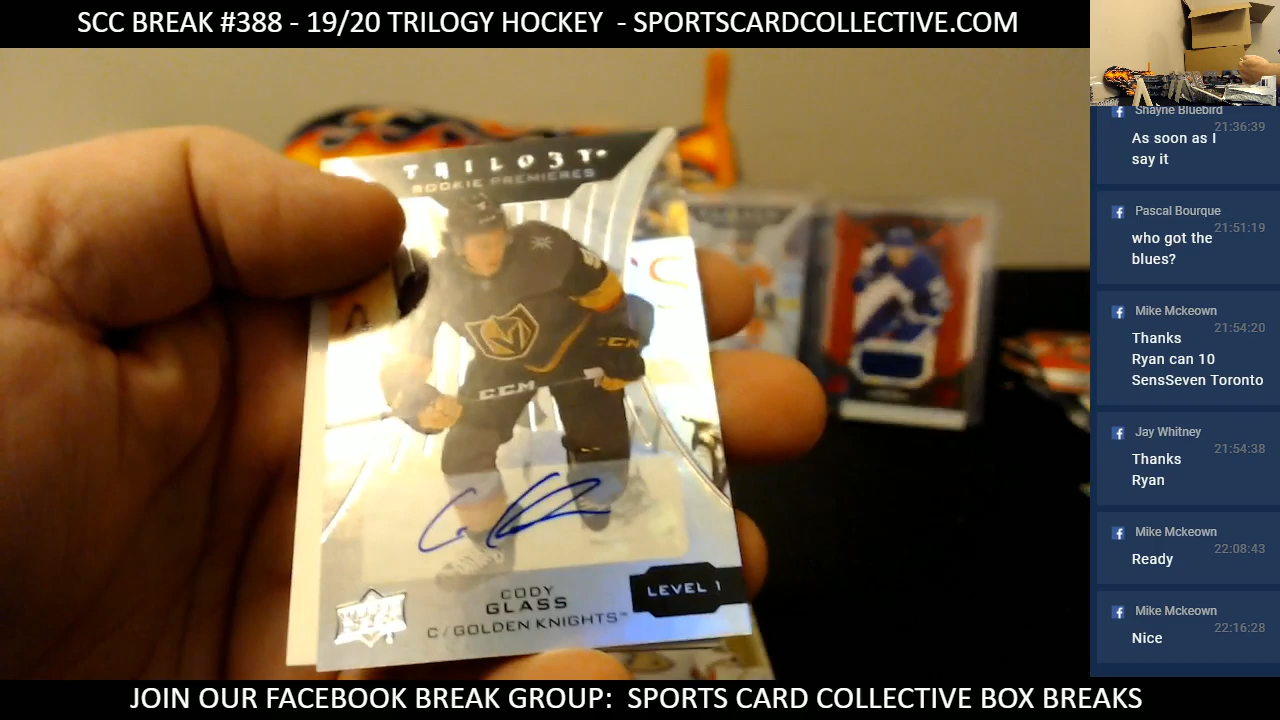 SCC BREAK #388 - 19/20 TRILOGY HOCKEY - SPORTSCARDCOLLECTIVE.COM
TRILOGY
ROOKIE PREMIERES
CCM
CCM
CODY
GLASS
C / GOLDEN KNIGHTS™
LEVEL 1
Shayne Bluebird
21:36:39
As soon as I
say it
Pascal Bourque
21:51:19
who got the
blues?
Mike Mckeown
21:54:20
Thanks
Ryan can 10
SensSeven Toronto
Jay Whitney
21:54:38
Thanks
Ryan
Mike Mckeown
22:08:43
Ready
Mike Mckeown
22:16:28
Nice
JOIN OUR FACEBOOK BREAK GROUP: SPORTS CARD COLLECTIVE BOX BREAKS